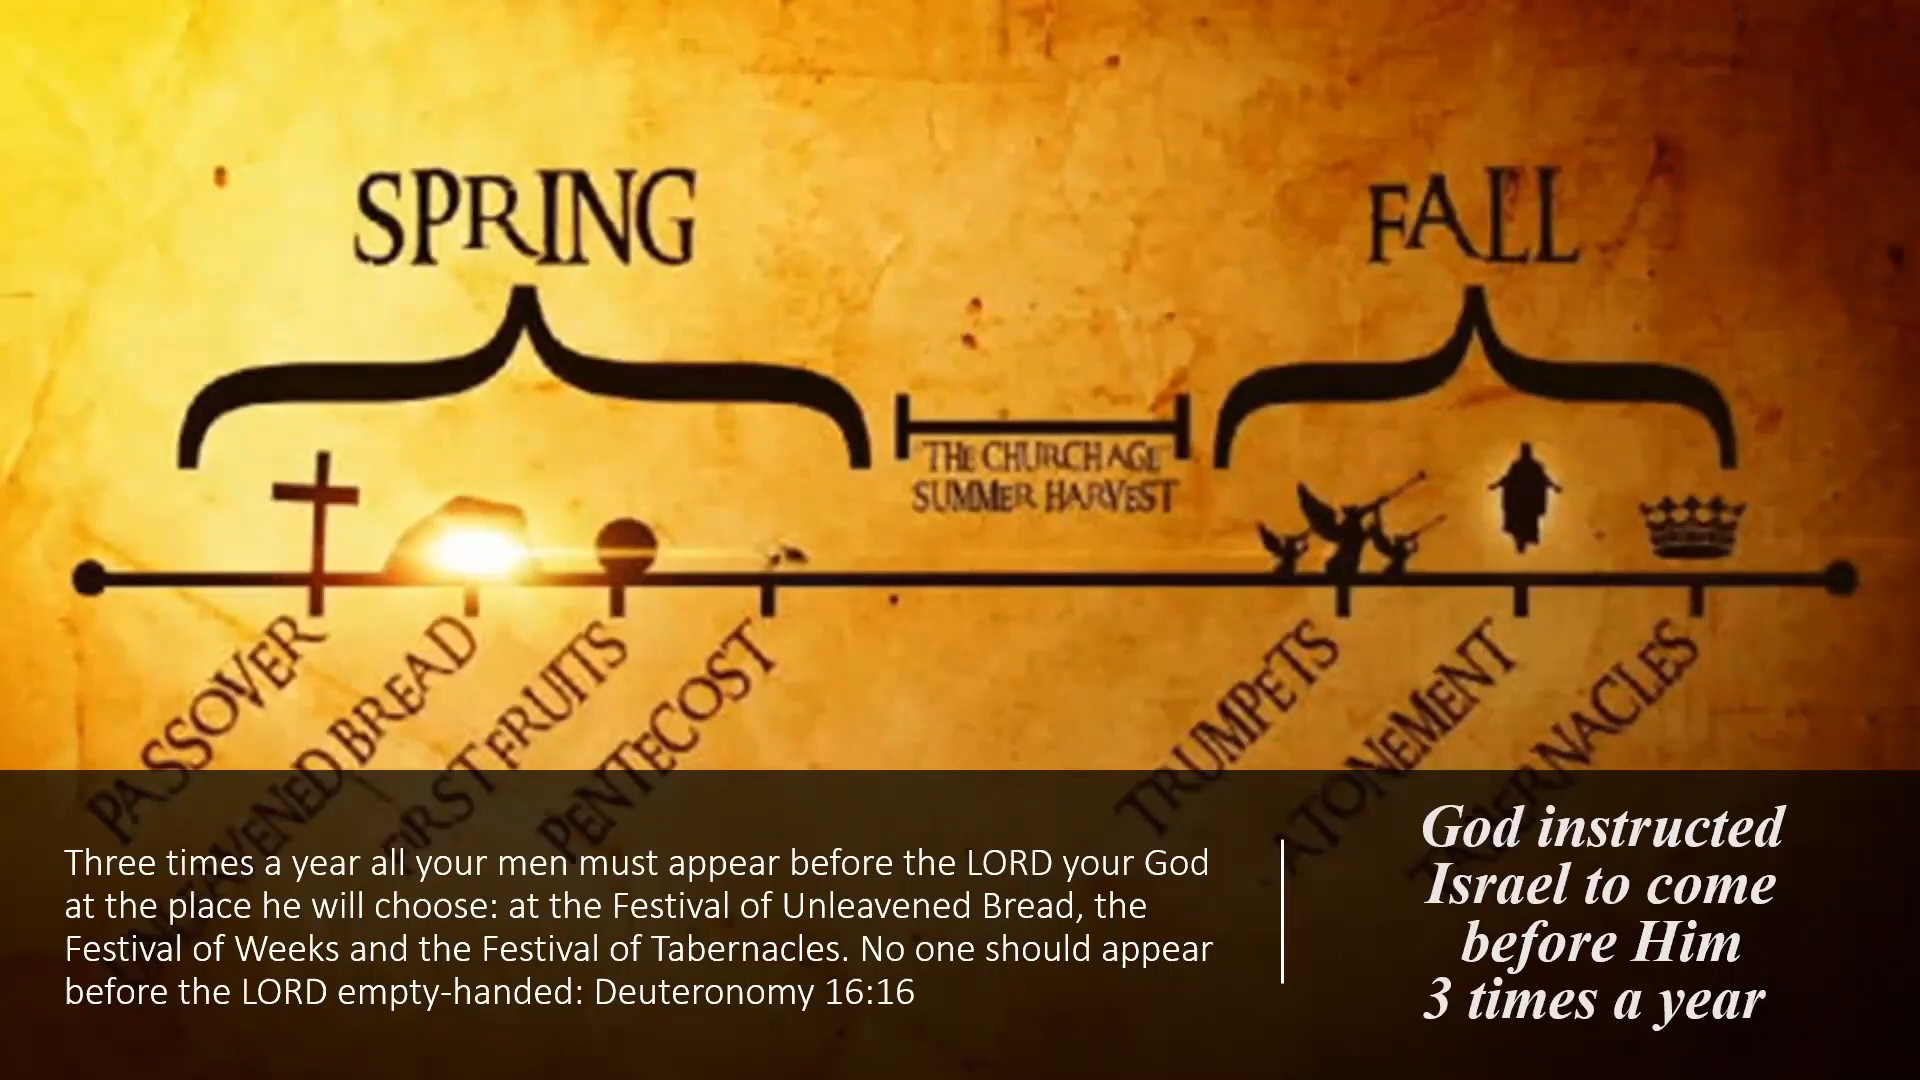 SPRING
FALL
THE CHURCH AGE
SUMMER HARVEST
PASSOVER
UNLEAVENED BREAD
FIRST FRUITS
PENTECOST
TRUMPETS
ATONEMENT
TABERNACLES
Three times a year all your men must appear before the LORD your God
at the place he will choose: at the Festival of Unleavened Bread, the
Festival of Weeks and the Festival of Tabernacles. No one should appear
before the LORD empty-handed: Deuteronomy 16:16
God instructed
Israel to come
before Him
3 times a year